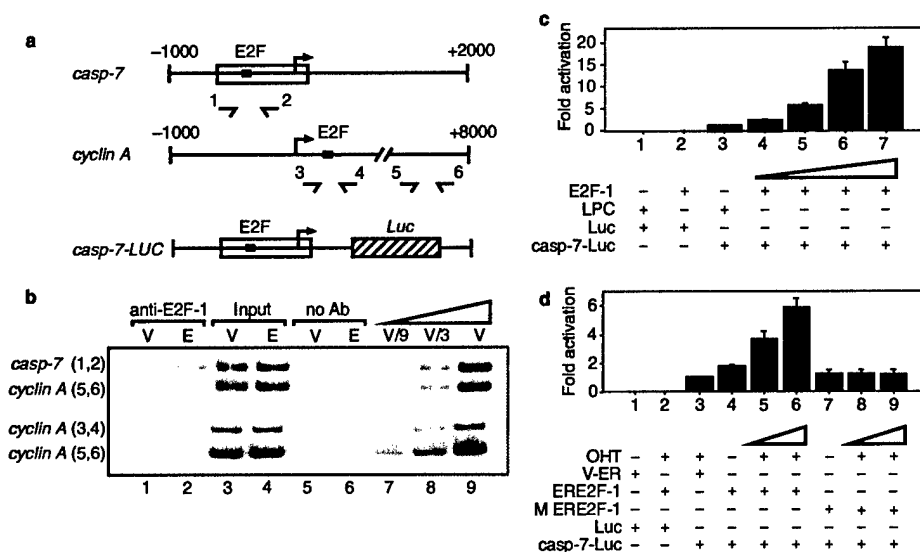 a
−1000 E2F +2000
casp-7
1 2
−1000 E2F +8000
cyclin A
3 4 5 6
E2F Luc
casp-7-LUC
b
anti-E2F-1 Input no Ab
V E V E V E V/9 V/3 V
casp-7 (1,2)
cyclin A (5,6)
cyclin A (3,4)
cyclin A (5,6)
1 2 3 4 5 6 7 8 9
c
Fold activation
20
15
10
5
0
1 2 3 4 5 6 7
E2F-1 − + − + + + +
LPC + − + − − − −
Luc + + − − − − −
casp-7-Luc − − + + + + +
d
Fold activation
6
4
2
0
1 2 3 4 5 6 7 8 9
OHT − + + − + + − + +
V-ER + − + − − − − − −
ERE2F-1 − + − + + + − − −
M ERE2F-1 − − − − − − + + +
Luc + + − − − − − − −
casp-7-Luc − − + + + + + + +